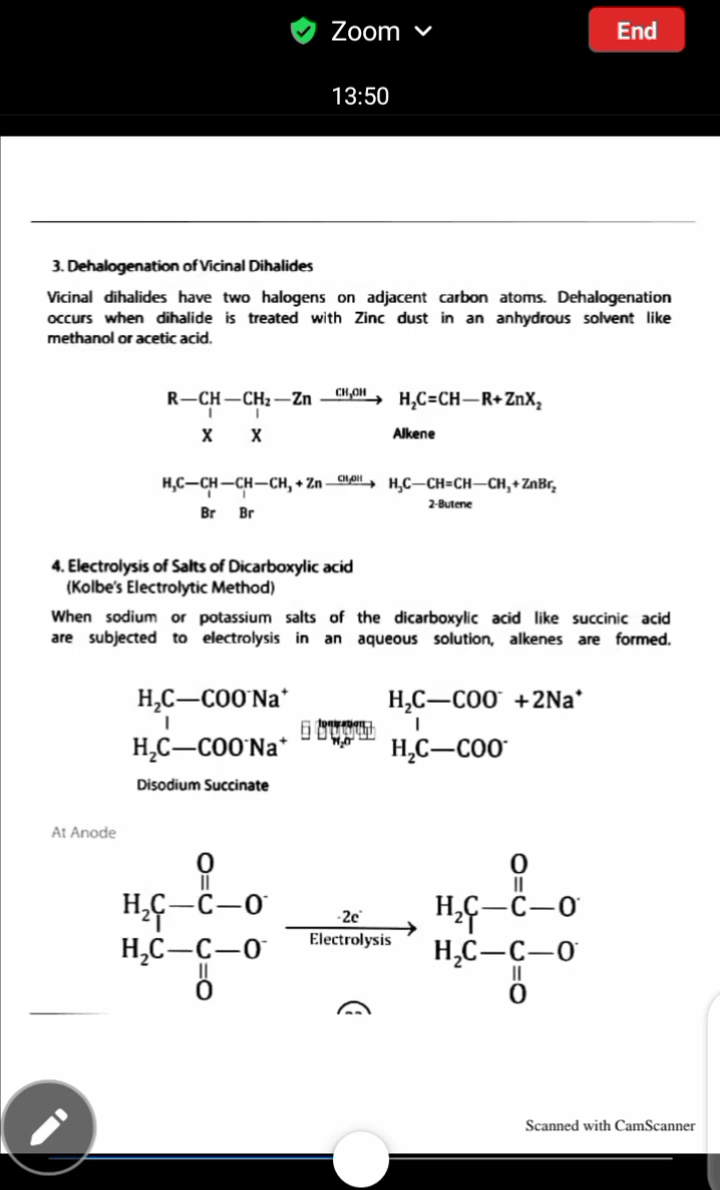 Zoom
End
13:50
3. Dehalogenation of Vicinal Dihalides
Vicinal dihalides have two halogens on adjacent carbon atoms. Dehalogenation
occurs when dihalide is treated with Zinc dust in an anhydrous solvent like
methanol or acetic acid.
R—CH—CH₂—Zn CH₃OH → H₂C=CH—R+ZnX₂
X X Alkene
H₃C—CH—CH—CH₃ + Zn CH₃OH → H₃C—CH=CH—CH₃+ZnBr₂
Br Br 2-Butene
4. Electrolysis of Salts of Dicarboxylic acid
(Kolbe's Electrolytic Method)
When sodium or potassium salts of the dicarboxylic acid like succinic acid
are subjected to electrolysis in an aqueous solution, alkenes are formed.
H₂C—COO⁻Na⁺ H₂C—COO⁻ +2Na⁺
Ionization
H₂O
H₂C—COO⁻Na⁺ H₂C—COO⁻
Disodium Succinate
At Anode
O O
H₂C—C—O⁻ -2e⁻ H₂C—C—O·
H₂C—C—O⁻ Electrolysis H₂C—C—O·
O O
Scanned with CamScanner